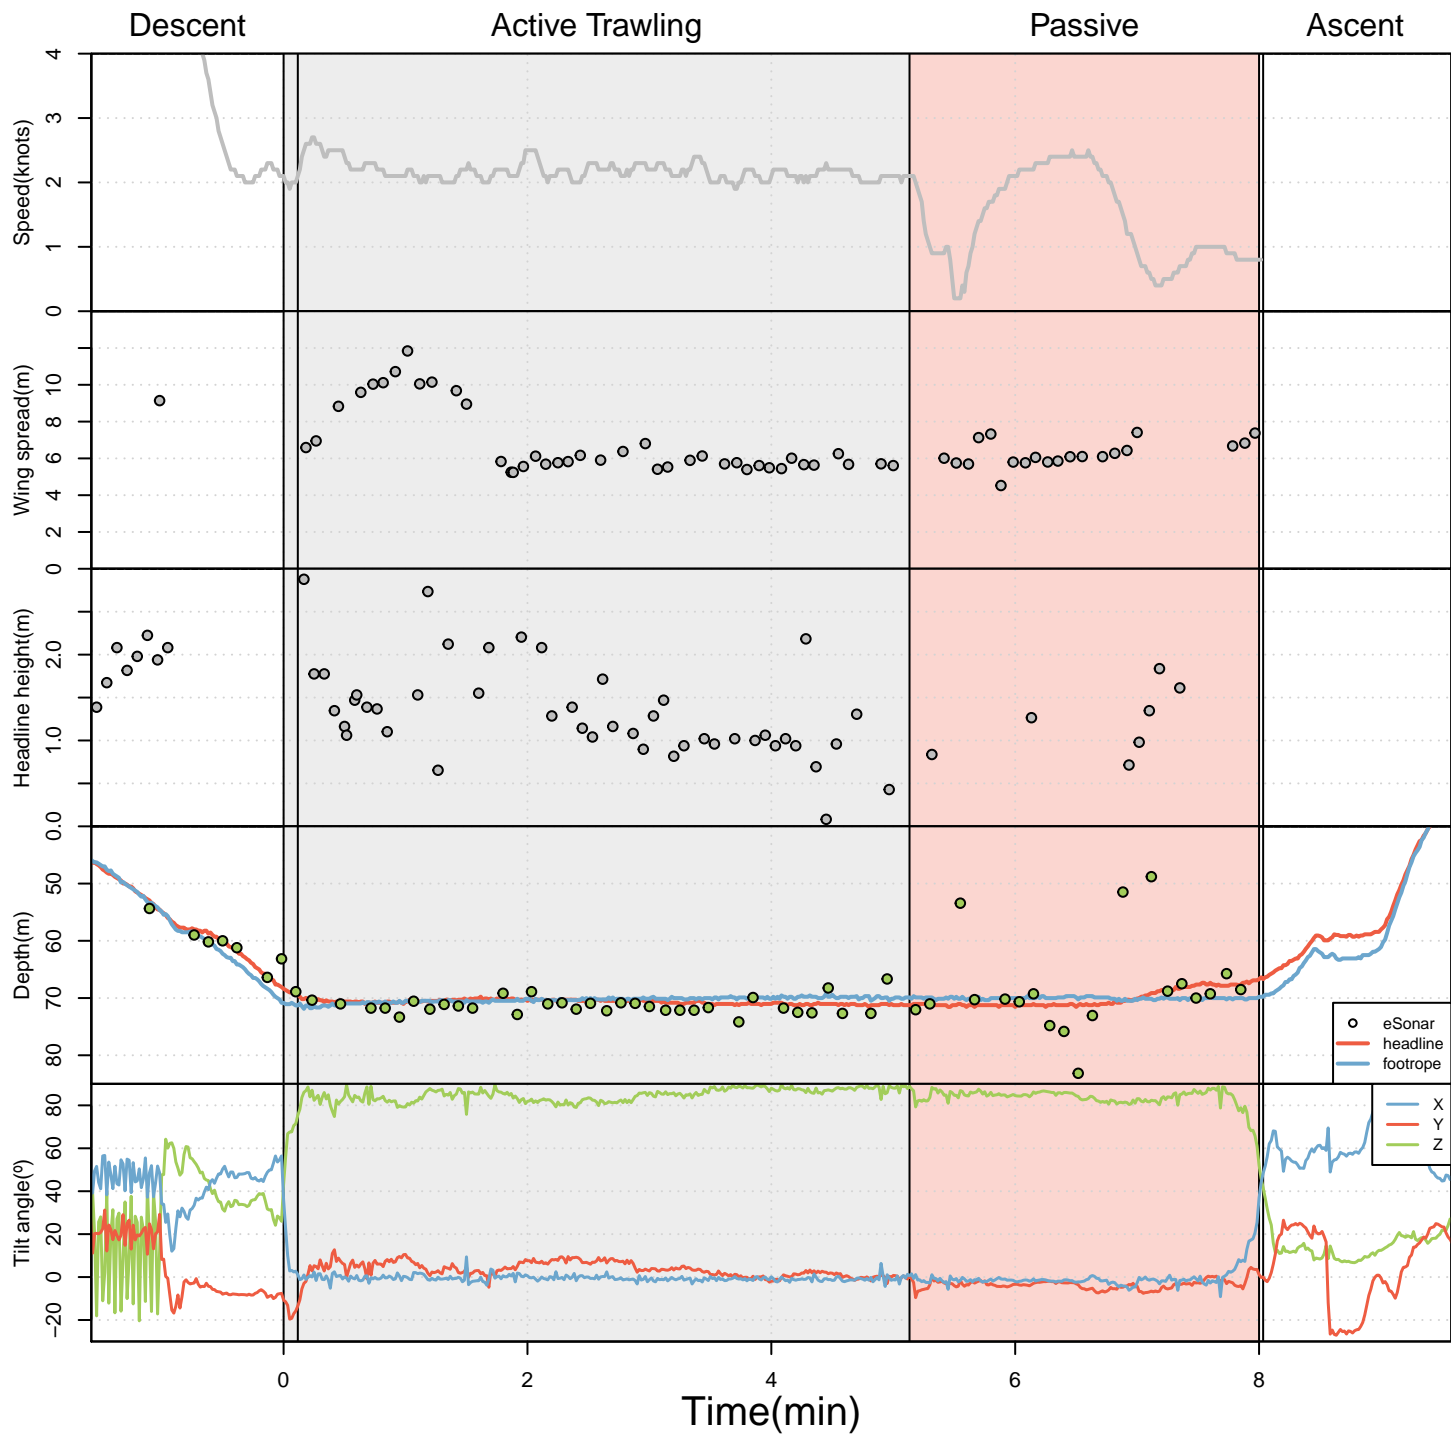 Descent Active Trawling Passive Ascent
Speed(knots)
4
3
2
1
0
Wing spread(m)
10
8
6
4
2
0
Headline height(m)
2.0
1.0
0.0
Depth(m)
50
60
70
80
eSonar
headline
footrope
Tilt angle(º)
80
60
40
20
0
−20
X
Y
Z
0 2 4 6 8
Time(min)